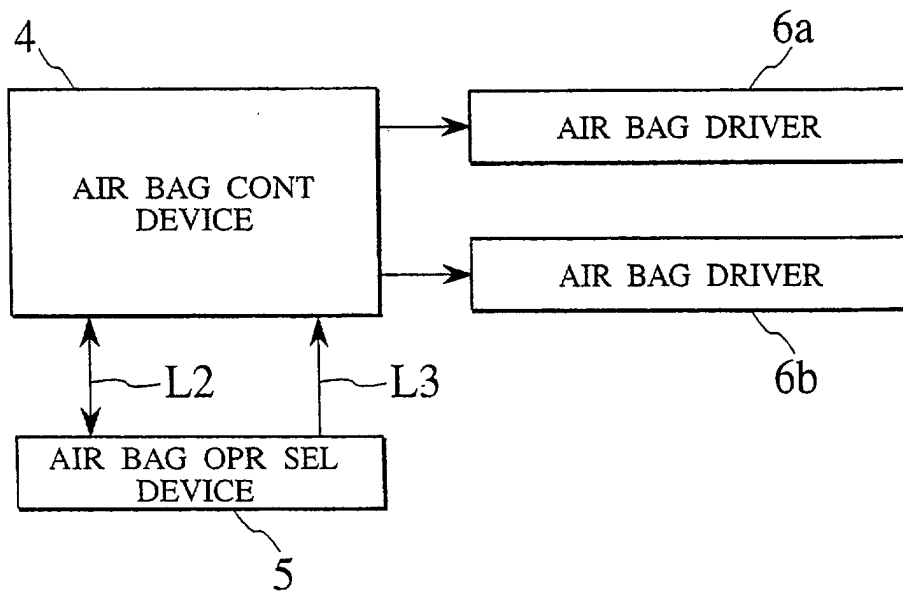 4
6a
AIR BAG CONT
DEVICE
AIR BAG DRIVER
AIR BAG DRIVER
6b
L2
L3
AIR BAG OPR SEL
DEVICE
5